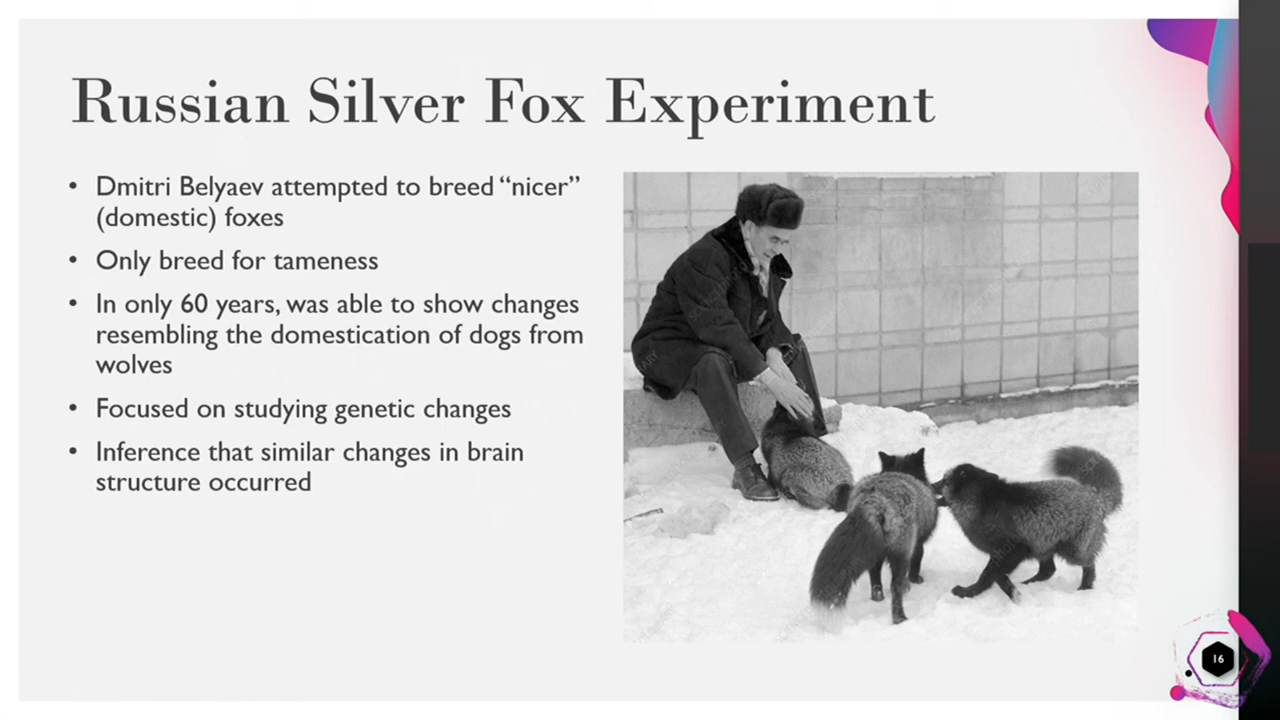 Russian Silver Fox Experiment
• Dmitri Belyaev attempted to breed “nicer”
(domestic) foxes
• Only breed for tameness
• In only 60 years, was able to show changes
resembling the domestication of dogs from
wolves
• Focused on studying genetic changes
• Inference that similar changes in brain
structure occurred
16